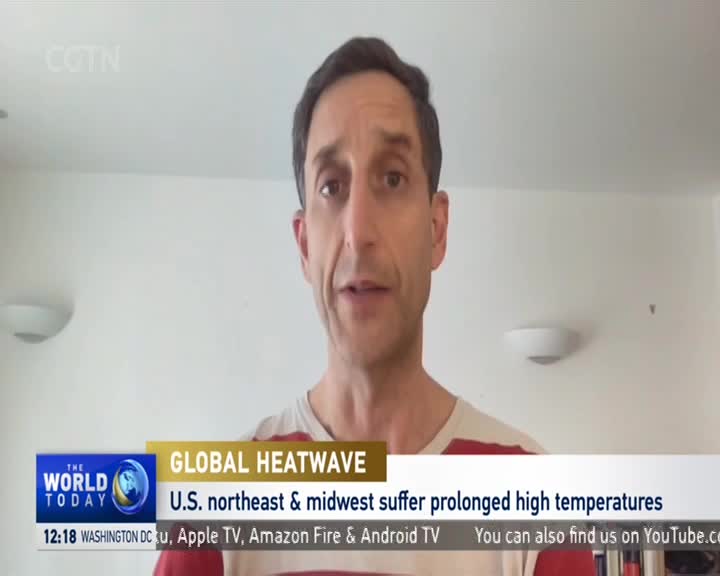 CGTN
GLOBAL HEATWAVE
THE
WORLD
TODAY
U.S. northeast & midwest suffer prolonged high temperatures
12:18 WASHINGTON DC
ku, Apple TV, Amazon Fire & Android TV You can also find us on YouTube.co